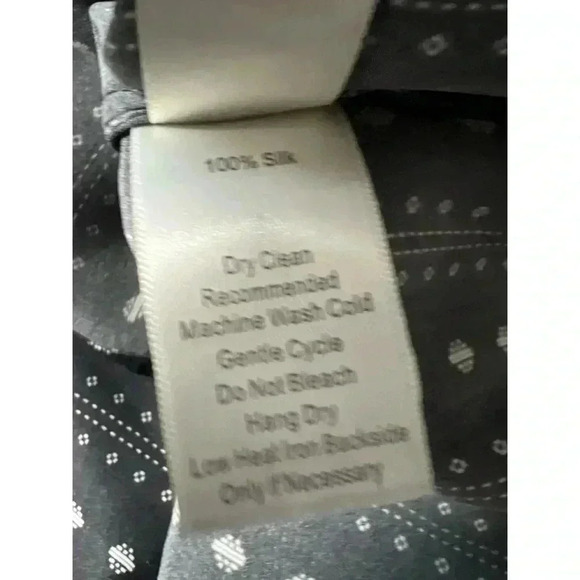 100% Silk
Dry Clean
Recommended
Machine Wash Cold
Gentle Cycle
Do Not Bleach
Hang Dry
Low Heat Iron Backside
Only If Necessary